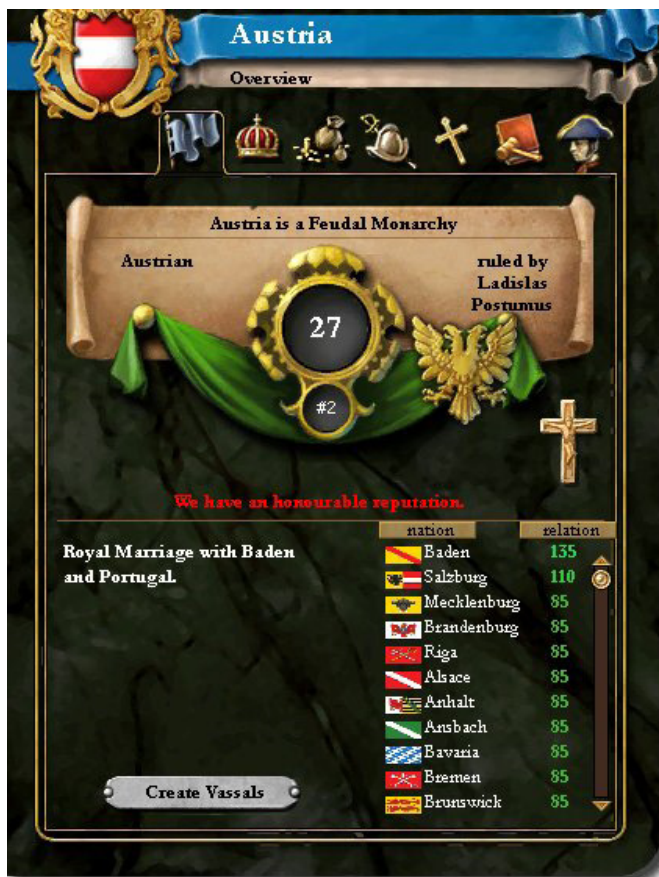 Austria
Overview
Austria is a Feudal Monarchy
Austrian
ruled by
Ladislas
Postumus
27
#2
We have an honourable reputation.
nation relation
Royal Marriage with Baden
and Portugal.
Baden 135
Salzburg 110
Mecklenburg 85
Brandenburg 85
Riga 85
Alsace 85
Anhalt 85
Ansbach 85
Bavaria 85
Bremen 85
Brunswick 85
Create Vassals